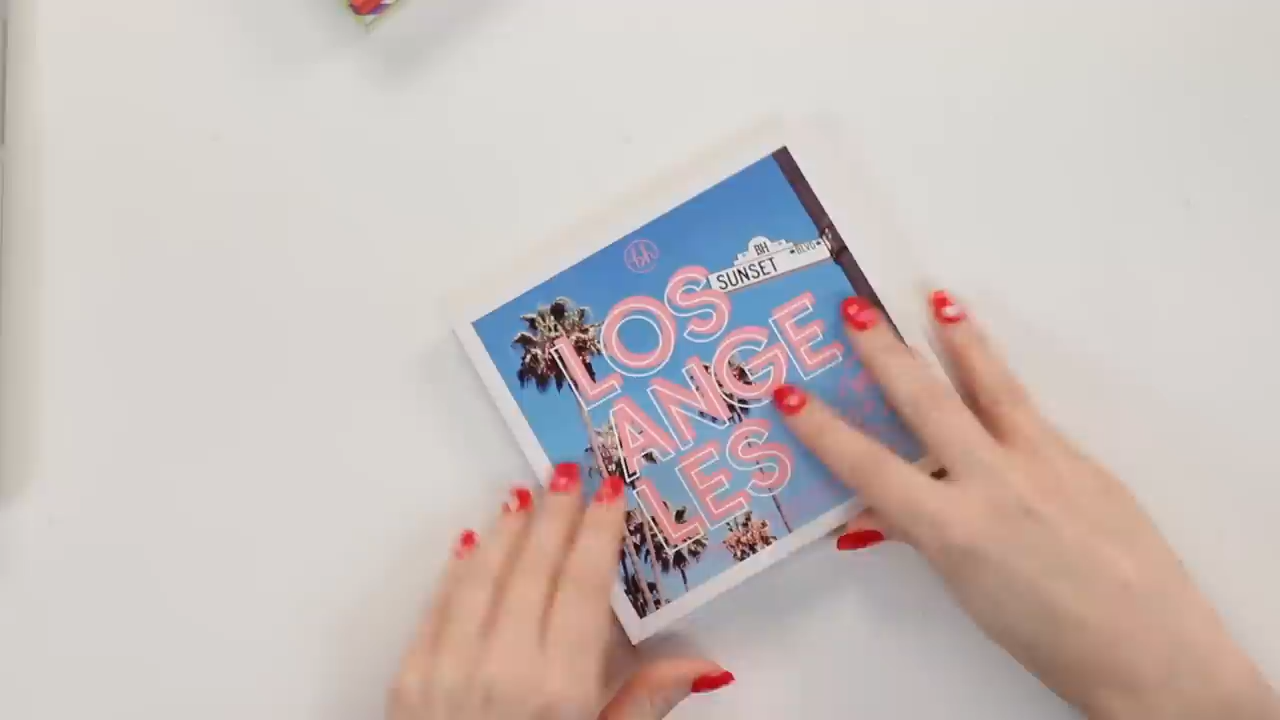 bh
BH
SUNSET BLVD
LOS
ANGE
LES